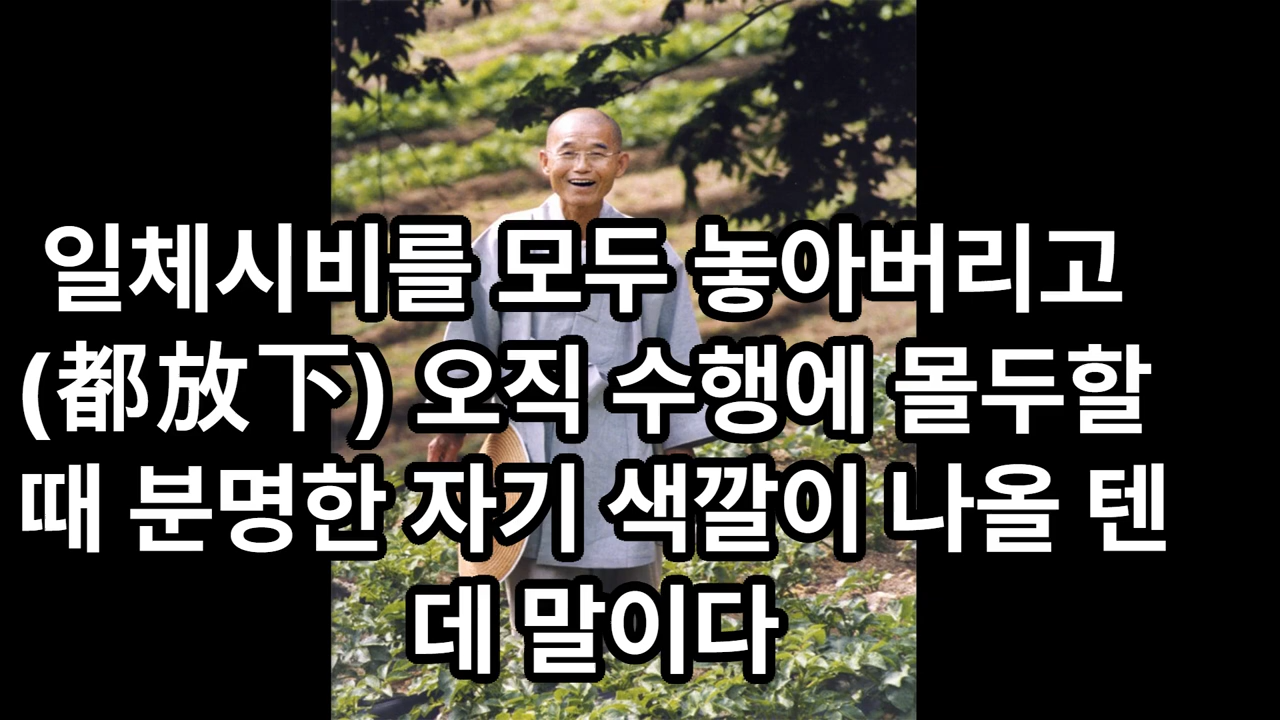 일체시비를 모두 놓아버리고
(都放下) 오직 수행에 몰두할
때 분명한 자기 색깔이 나올 텐
데 말이다